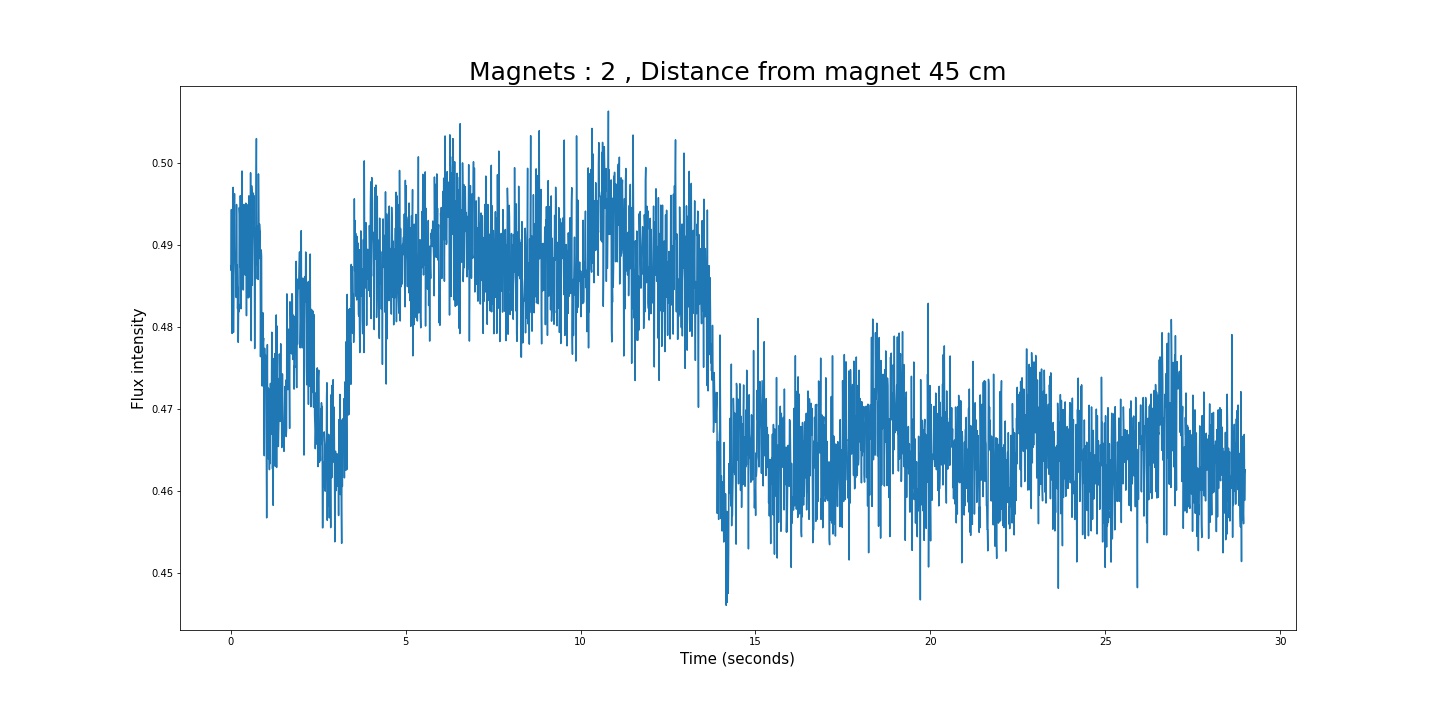 Magnets : 2 , Distance from magnet 45 cm
0.50
0.49
0.48
0.47
0.46
0.45
Flux intensity
0 5 10 15 20 25 30
Time (seconds)